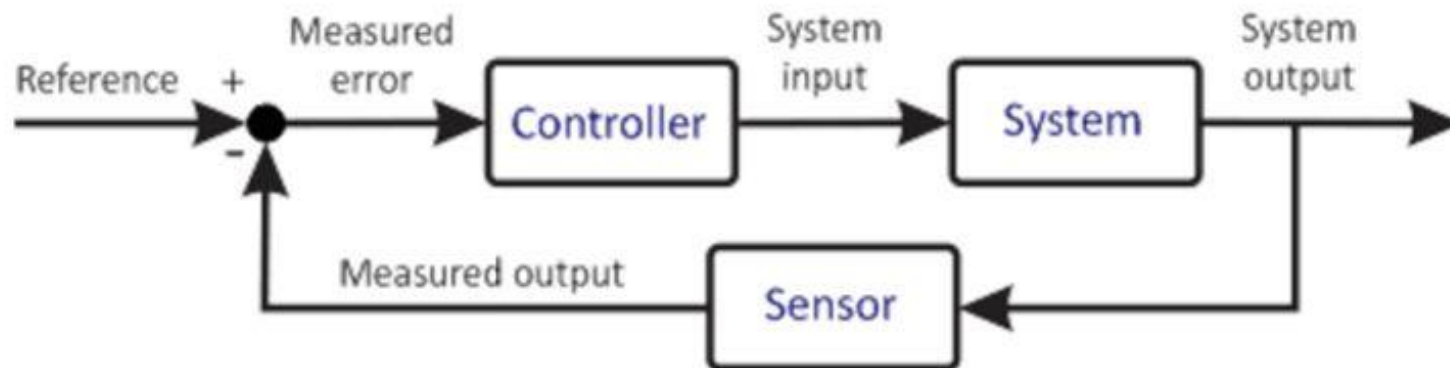 Reference
+
-
Measured
error
Controller
System
input
System
System
output
Measured output
Sensor